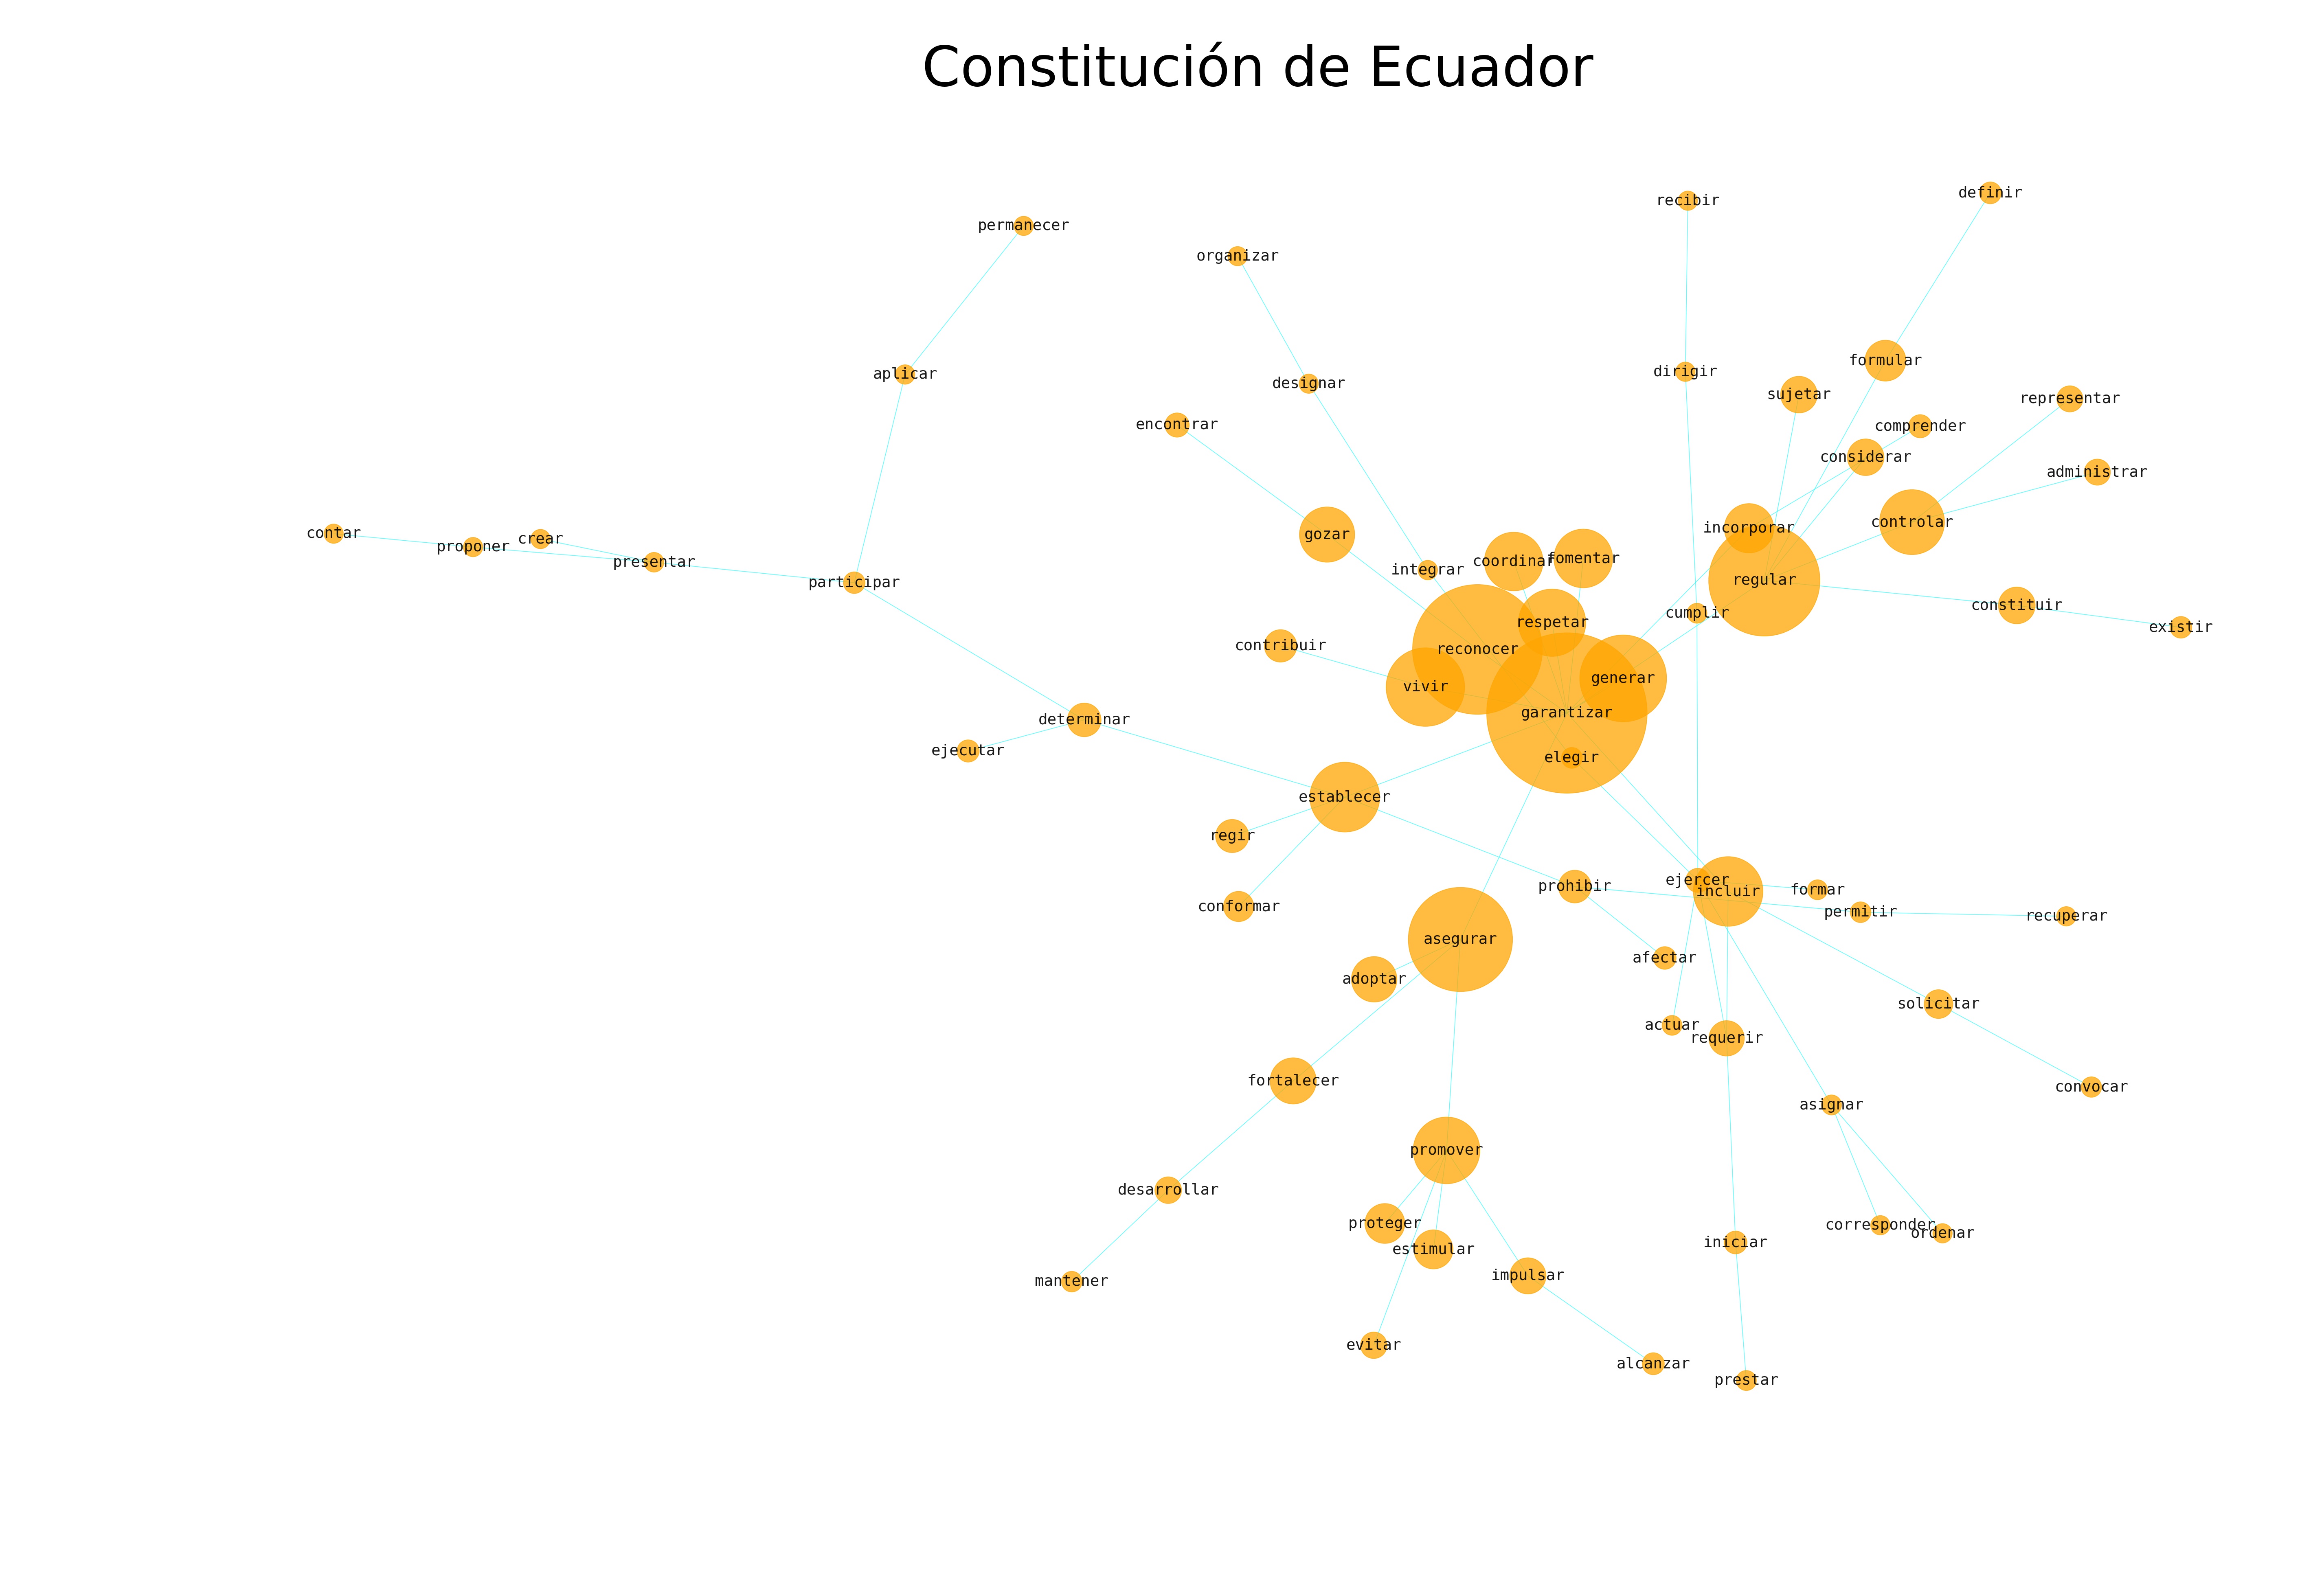 Constitución de Ecuador
definir
recibir
permanecer
organizar
formular
dirigir
aplicar
designar
sujetar
representar
encontrar
comprender
considerar
administrar
controlar
incorporar
contar
gozar
crear
proponer
fomentar
presentar
coordinar
integrar
regular
participar
constituir
cumplir
respetar
existir
contribuir
reconocer
generar
vivir
garantizar
determinar
ejecutar
elegir
establecer
regir
ejercer
prohibir
formar
incluir
conformar
permitir
recuperar
asegurar
afectar
adoptar
solicitar
actuar
requerir
fortalecer
convocar
asignar
promover
desarrollar
proteger
corresponder
ordenar
iniciar
estimular
impulsar
mantener
evitar
alcanzar
prestar